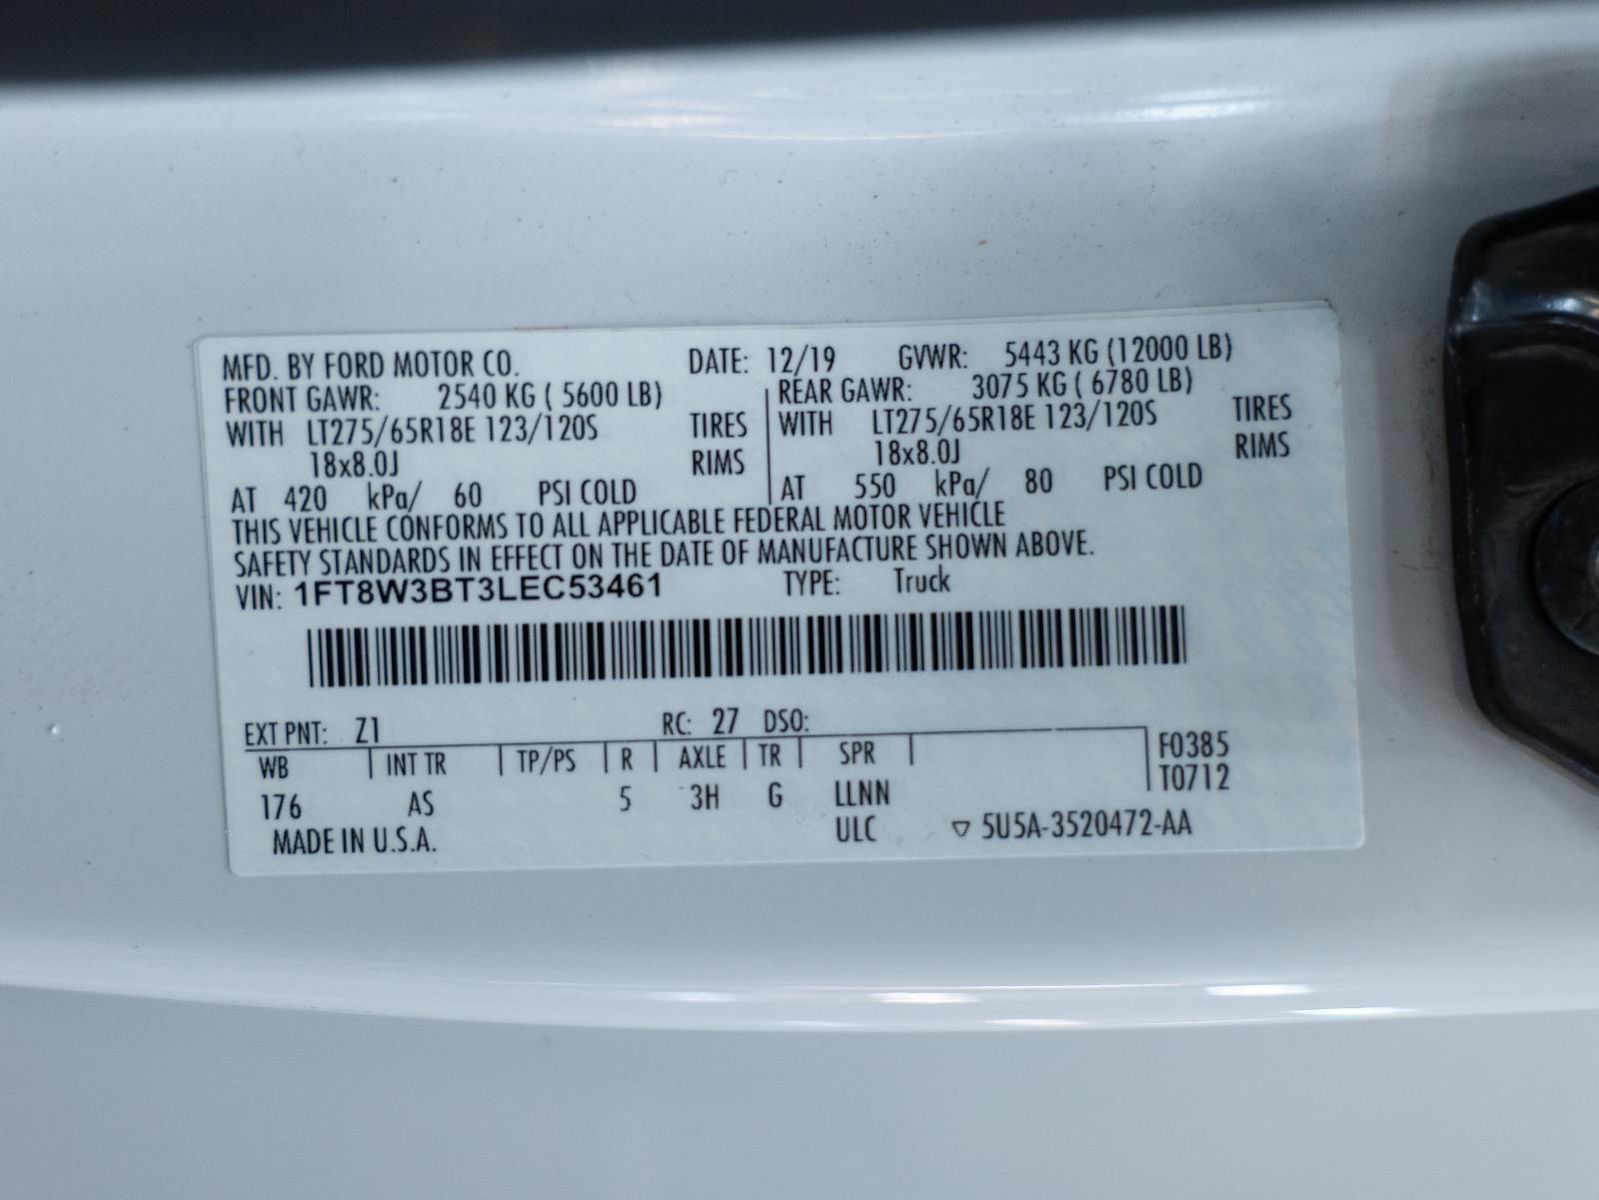 MFD. BY FORD MOTOR CO. DATE: 12/19 GVWR: 5443 KG (12000 LB)
FRONT GAWR: 2540 KG ( 5600 LB) REAR GAWR: 3075 KG ( 6780 LB)
WITH LT275/65R18E 123/120S TIRES WITH LT275/65R18E 123/120S TIRES
18x8.0J RIMS 18x8.0J RIMS
AT 420 kPa/ 60 PSI COLD AT 550 kPa/ 80 PSI COLD
THIS VEHICLE CONFORMS TO ALL APPLICABLE FEDERAL MOTOR VEHICLE
SAFETY STANDARDS IN EFFECT ON THE DATE OF MANUFACTURE SHOWN ABOVE.
VIN: 1FT8W3BT3LEC53461 TYPE: Truck
EXT PNT: Z1 RC: 27 DSO:
WB INT TR TP/PS R AXLE TR SPR F0385
176 AS 5 3H G LLNN T0712
MADE IN U.S.A. ULC ▽ 5U5A-3520472-AA